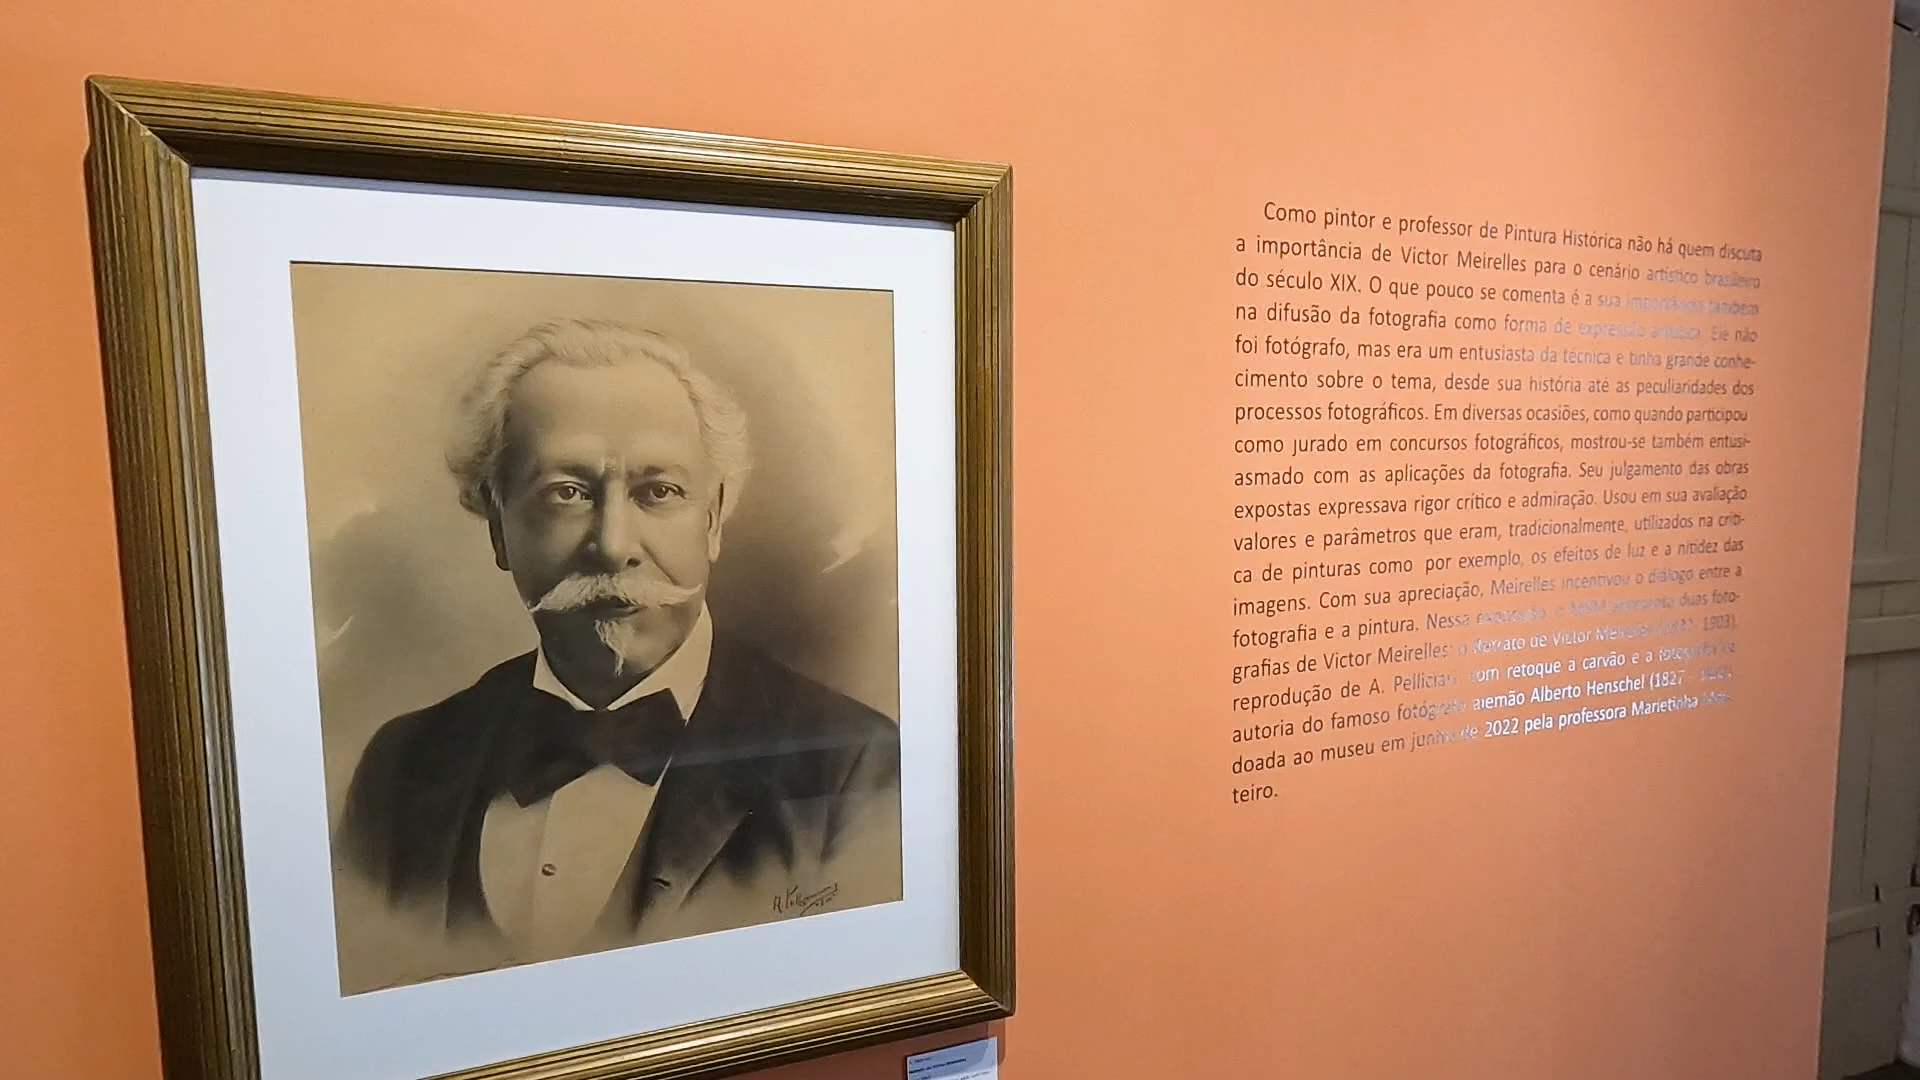 Como pintor e professor de Pintura Histórica não há quem discuta
a importância de Victor Meirelles para o cenário artístico brasileiro
do século XIX. O que pouco se comenta é a sua importância também
na difusão da fotografia como forma de expressão artística. Ele não
foi fotógrafo, mas era um entusiasta da técnica e tinha grande conhe-
cimento sobre o tema, desde sua história até as peculiaridades dos
processos fotográficos. Em diversas ocasiões, como quando participou
como jurado em concursos fotográficos, mostrou-se também entusi-
asmado com as aplicações da fotografia. Seu julgamento das obras
expostas expressava rigor crítico e admiração. Usou em sua avaliação
valores e parâmetros que eram, tradicionalmente, utilizados na críti-
ca de pinturas como por exemplo, os efeitos de luz e a nitidez das
imagens. Com sua apreciação, Meirelles incentivou o diálogo entre a
fotografia e a pintura. Nessa exposição, o apresenta duas foto-
grafias de Victor Meirelles: o Retrato de Victor Meirelles 1903),
reprodução de A. com retoque a carvão e a fotografia de
autoria do famoso fotógrafo alemão Alberto Henschel (1827 -
doada ao museu em junho de 2022 pela professora Marietinha
teiro.